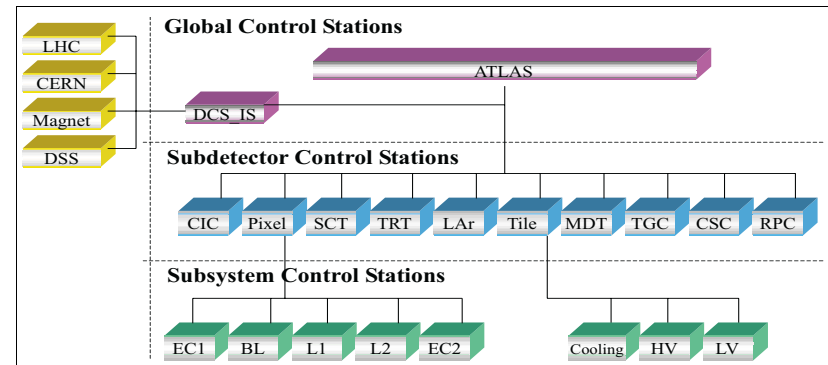 Global Control Stations
LHC
CERN
Magnet
DSS
ATLAS
DCS_IS
Subdetector Control Stations
CIC Pixel SCT TRT LAr Tile MDT TGC CSC RPC
Subsystem Control Stations
EC1 BL L1 L2 EC2 Cooling HV LV